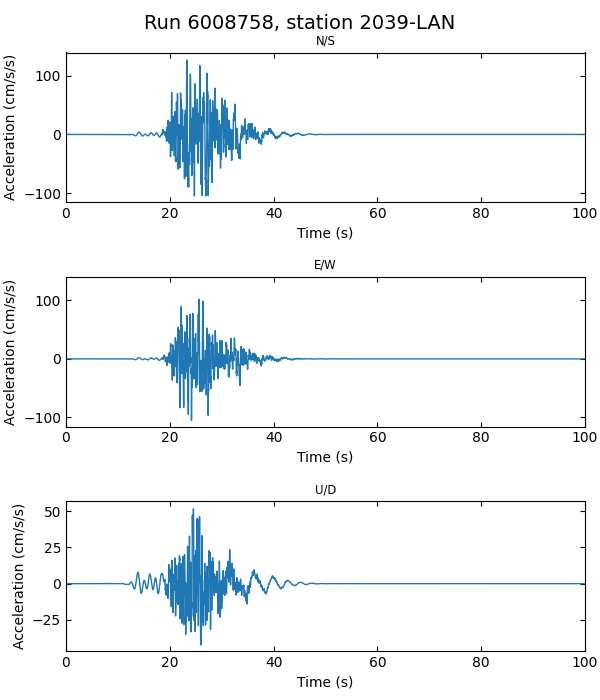 Run 6008758, station 2039-LAN
N/S
Acceleration (cm/s/s)
100
0
−100
0 20 40 60 80 100
Time (s)
E/W
Acceleration (cm/s/s)
100
0
−100
0 20 40 60 80 100
Time (s)
U/D
Acceleration (cm/s/s)
50
25
0
−25
0 20 40 60 80 100
Time (s)